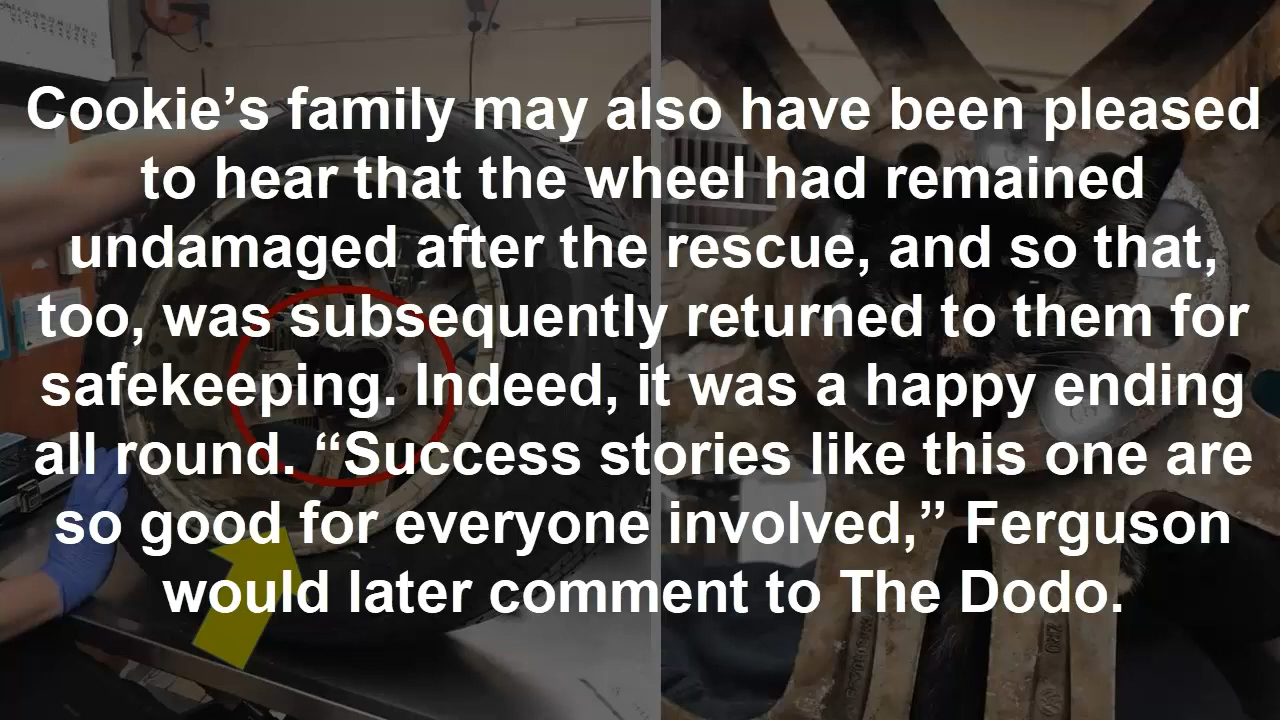 Cookie’s family may also have been pleased
to hear that the wheel had remained
undamaged after the rescue, and so that,
too, was subsequently returned to them for
safekeeping. Indeed, it was a happy ending
all round. “Success stories like this one are
so good for everyone involved,” Ferguson
would later comment to The Dodo.